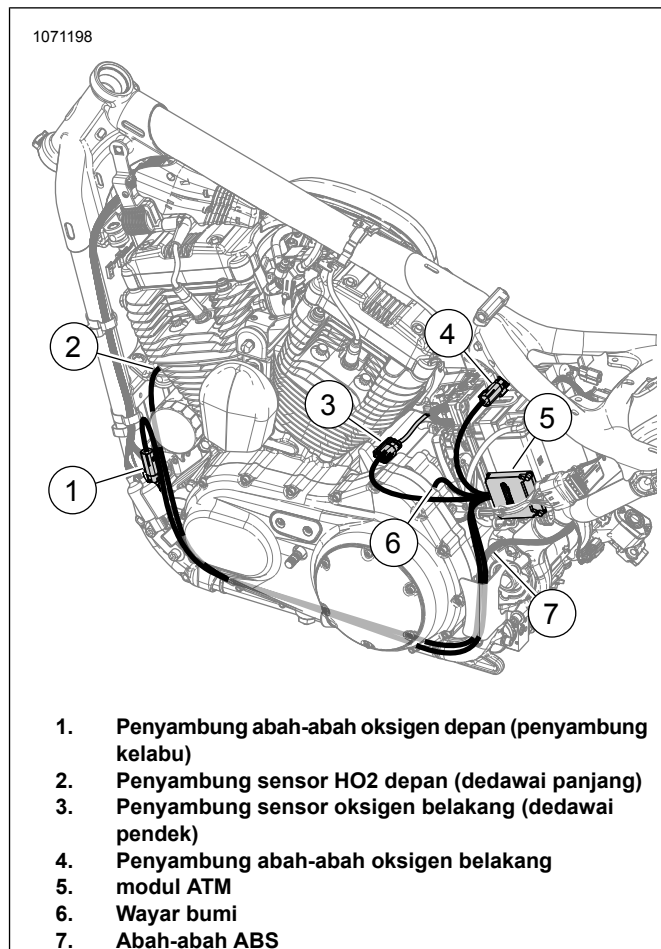 1071198
2
1
3
4
5
6
7
1. Penyambung abah-abah oksigen depan (penyambung
kelabu)
2. Penyambung sensor HO2 depan (dedawai panjang)
3. Penyambung sensor oksigen belakang (dedawai
pendek)
4. Penyambung abah-abah oksigen belakang
5. modul ATM
6. Wayar bumi
7. Abah-abah ABS